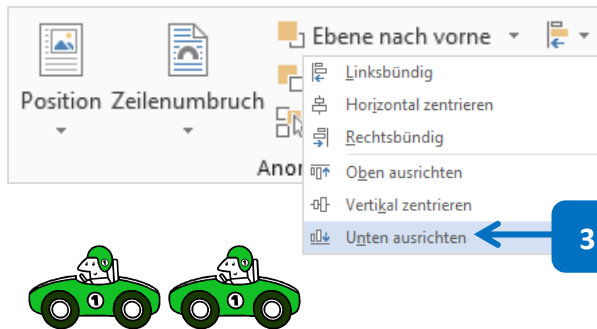 Ebene nach vorne
Position Zeilenumbruch
Linksbündig
Horizontal zentrieren
Rechtsbündig
Anor
Oben ausrichten
Vertikal zentrieren
Unten ausrichten
3
1 1